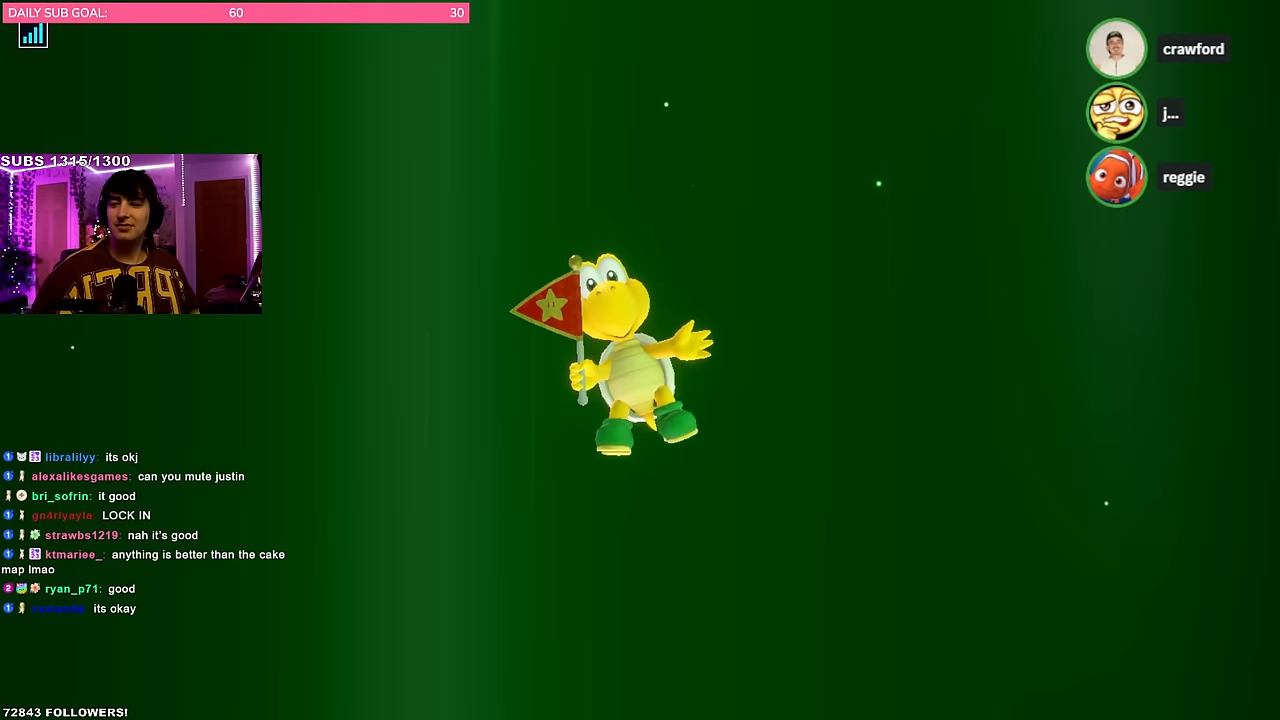 DAILY SUB GOAL: 60 30
crawford
j...
reggie
SUBS 1315/1300
libralilyy: its okj
alexalikesgames: can you mute justin
bri_sofrin: it good
gn4rlyayla: LOCK IN
strawbs1219: nah it's good
ktmariee_: anything is better than the cake
map lmao
ryan_p71: good
its okay
72843 FOLLOWERS!